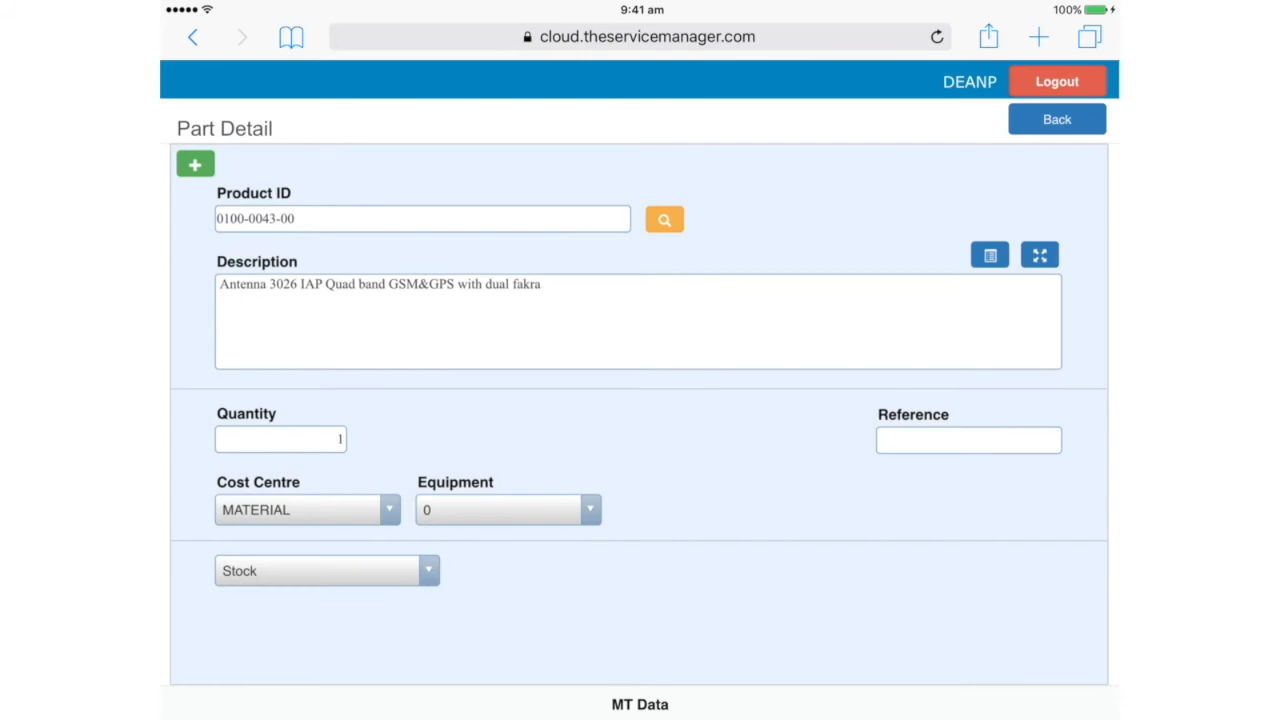 9:41 am
100%
cloud.theservicemanager.com
DEANP
Logout
Part Detail
Back
Product ID
0100-0043-00
Description
Antenna 3026 IAP Quad band GSM&GPS with dual fakra
Quantity
Reference
1
Cost Centre
Equipment
MATERIAL
0
Stock
MT Data